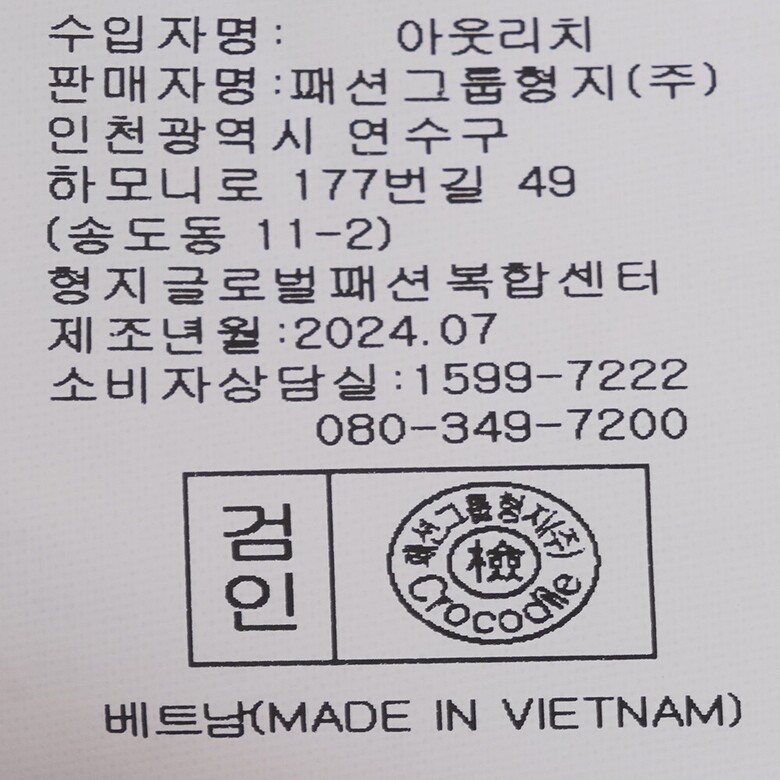 수입자명: 아웃리치
판매자명:패션그룹형지(주)
인천광역시 연수구
하모니로 177번길 49
(송도동 11-2)
형지글로벌패션복합센터
제조년월:2024.07
소비자상담실:1599-7222
080-349-7200
검인
패션그룹형지(주)
檢
Crocodile
베트남(MADE IN VIETNAM)